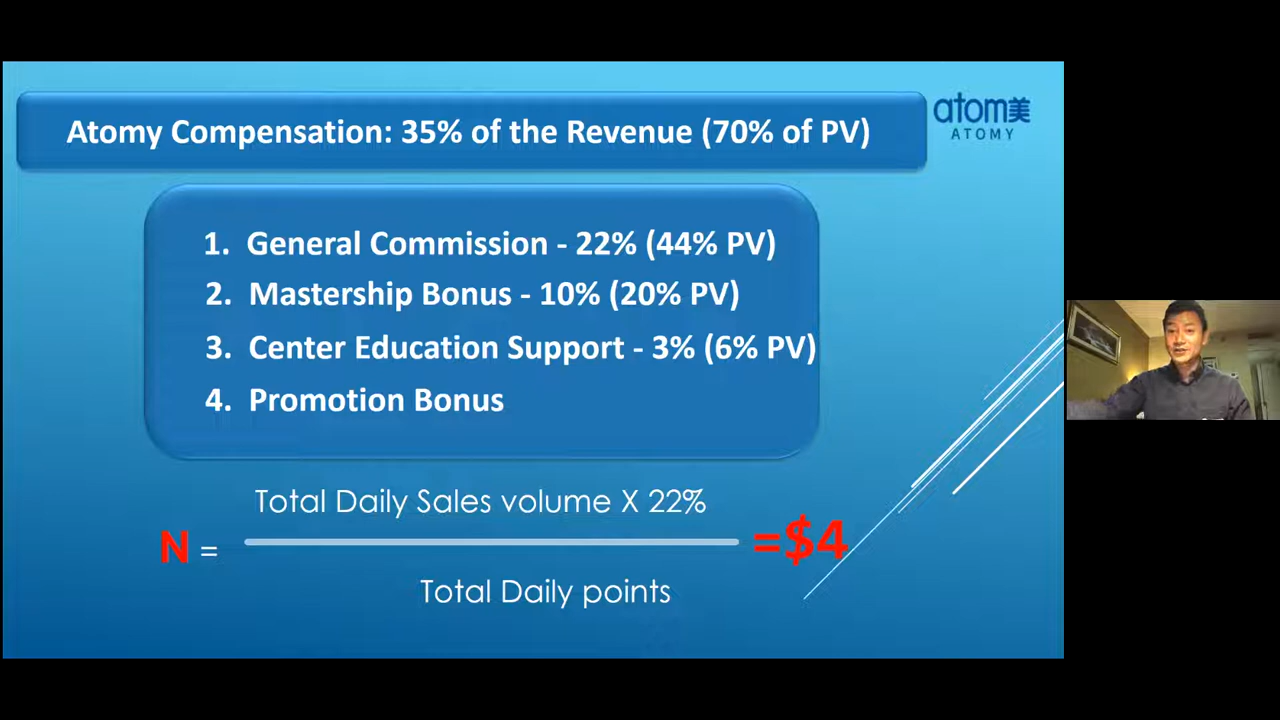 Atomy Compensation: 35% of the Revenue (70% of PV)
atom美
ATOMY
1. General Commission - 22% (44% PV)
2. Mastership Bonus - 10% (20% PV)
3. Center Education Support - 3% (6% PV)
4. Promotion Bonus
Total Daily Sales volume X 22%
N = =$4
Total Daily points